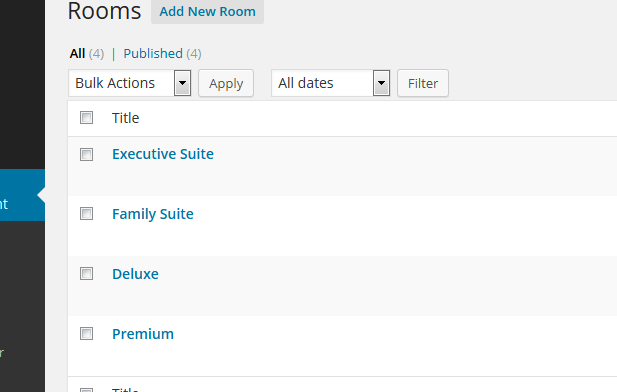 Rooms Add New Room
All (4) | Published (4)
Bulk Actions Apply All dates Filter
Title
Executive Suite
nt
Family Suite
Deluxe
Premium
r
Title